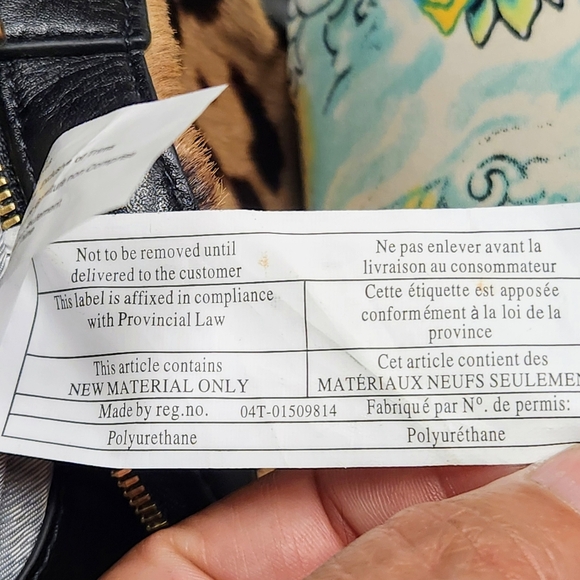 Not to be removed until
delivered to the customer
Ne pas enlever avant la
livraison au consommateur
This label is affixed in compliance
with Provincial Law
Cette étiquette est apposée
conformément à la loi de la
province
This article contains
NEW MATERIAL ONLY
Cet article contient des
MATÉRIAUX NEUFS SEULEMEN
Made by reg.no. 04T-01509814 Fabriqué par Nº. de permis:
Polyurethane Polyuréthane